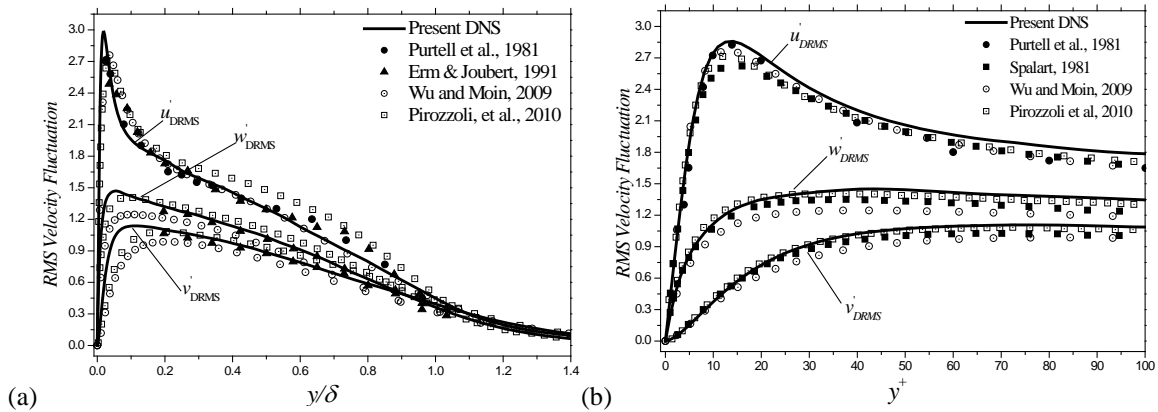 RMS Velocity Fluctuation
3.0
2.7
2.4
2.1
1.8
1.5
1.2
0.9
0.6
0.3
0.0
Present DNS
Purtell et al., 1981
Erm & Joubert, 1991
Wu and Moin, 2009
Pirozzoli, et al., 2010
u'DRMS
w'DRMS
v'DRMS
0.0 0.2 0.4 0.6 0.8 1.0 1.2 1.4
(a) y/δ
RMS Velocity Fluctuation
3.0
2.7
2.4
2.1
1.8
1.5
1.2
0.9
0.6
0.3
0.0
Present DNS
Purtell et al., 1981
Spalart, 1981
Wu and Moin, 2009
Pirozzoli et al, 2010
u'DRMS
w'DRMS
v'DRMS
0 10 20 30 40 50 60 70 80 90 100
(b) y+